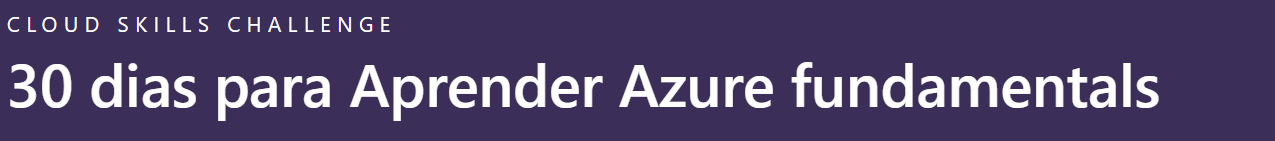 CLOUD SKILLS CHALLENGE
30 dias para Aprender Azure fundamentals